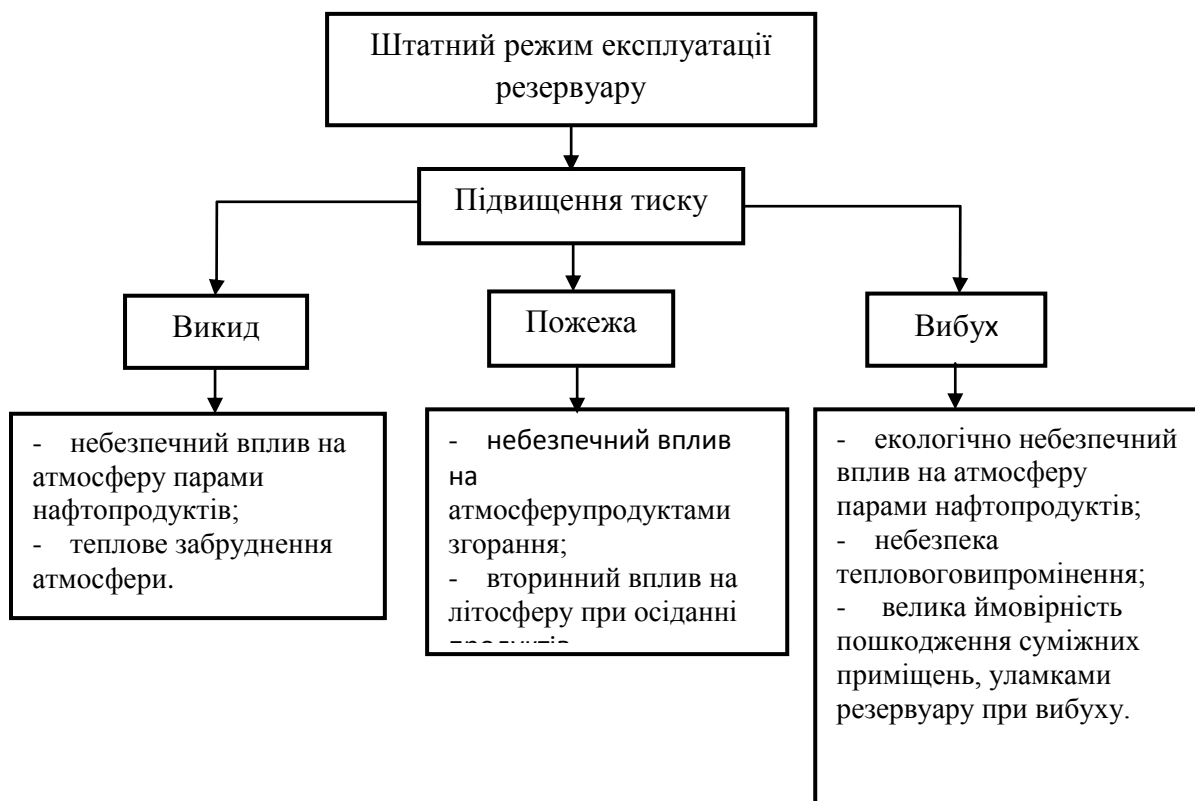 Штатний режим експлуатації
резервуару
Підвищення тиску
Викид
Пожежа
Вибух
- небезпечний вплив на
атмосферу парами
нафтопродуктів;
- теплове забруднення
атмосфери.
- небезпечний вплив
на
атмосферупродуктами
згорання;
- вторинний вплив на
літосферу при осіданні
- екологічно небезпечний
вплив на атмосферу
парами нафтопродуктів;
- небезпека
тепловоговипромінення;
- велика ймовірність
пошкодження суміжних
приміщень, уламками
резервуару при вибуху.